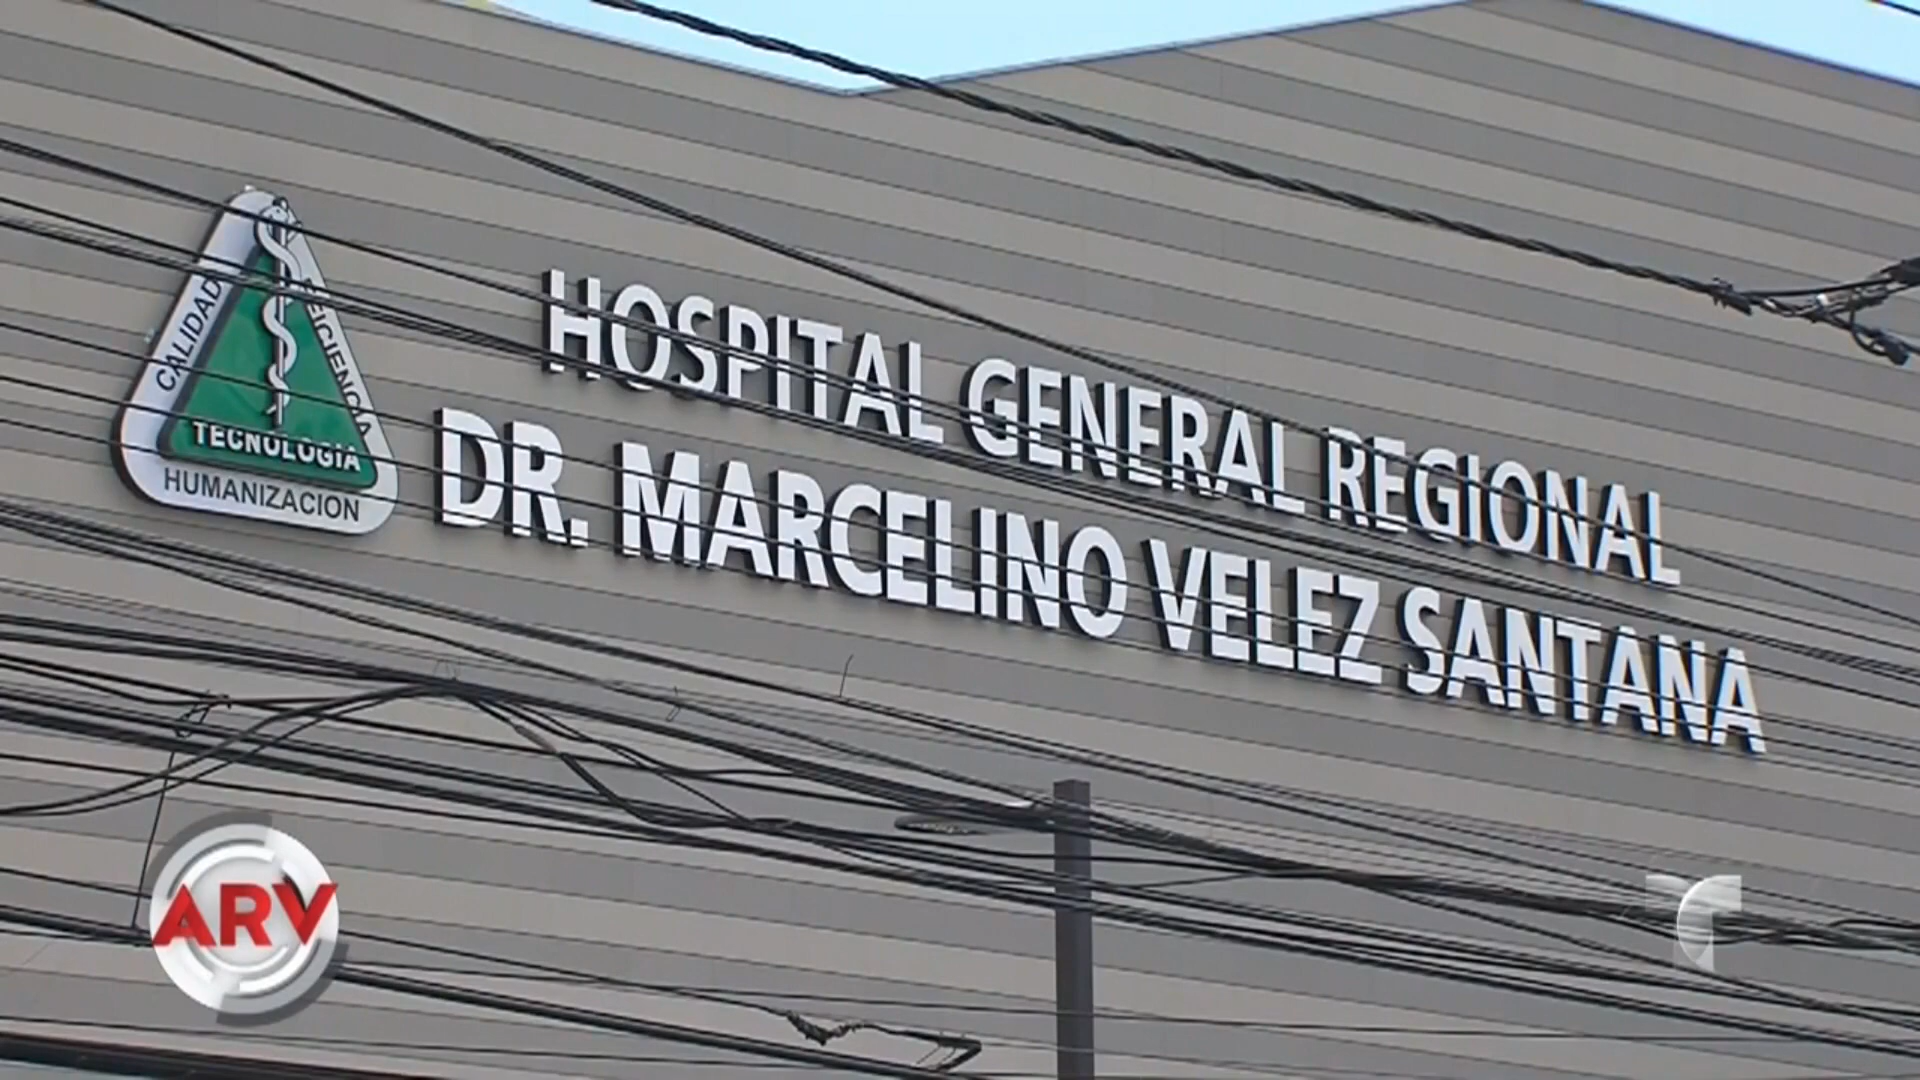 HOSPITAL GENERAL REGIONAL
DR. MARCELINO VELEZ SANTANA
CALIDAD
EFICIENCIA
TECNOLOGIA
HUMANIZACION
ARV